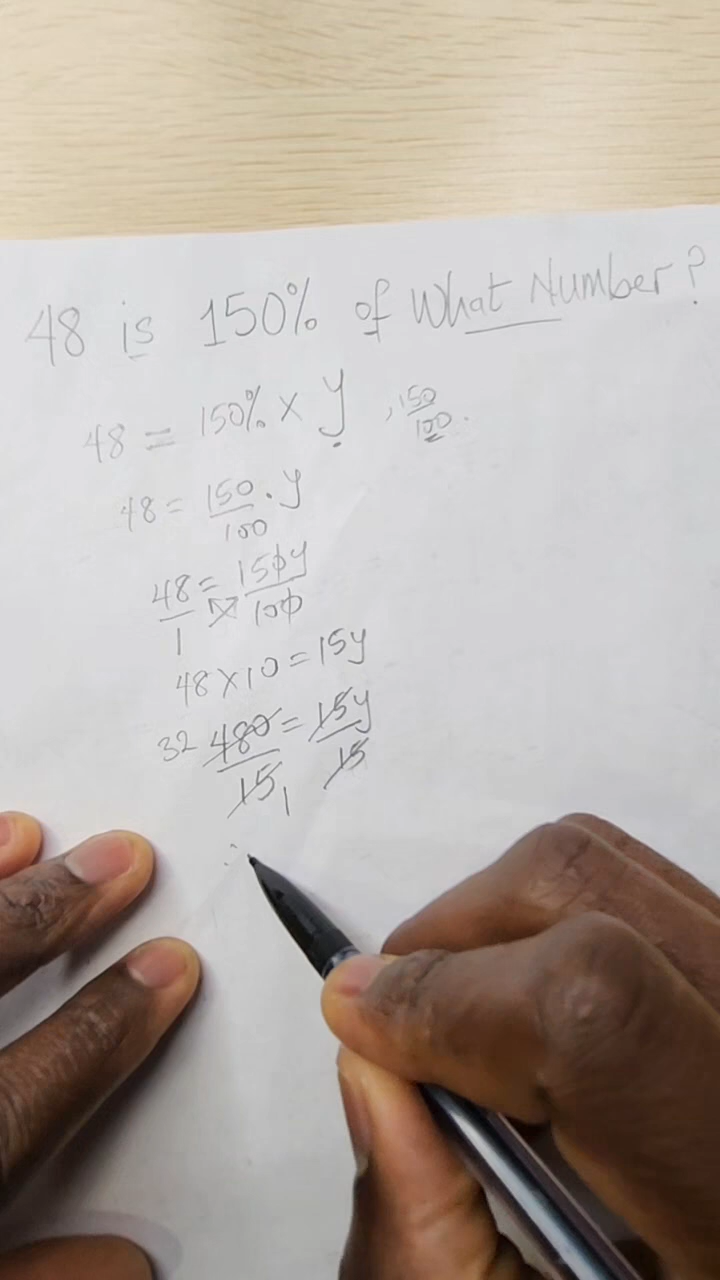 48 is 150% of What Number?
48 = 150% × y , 150/100.
48 = 150/100 . y
48/1 = 150y/100
48 × 10 = 15y
32 480/15 1 = 15y/15
∴